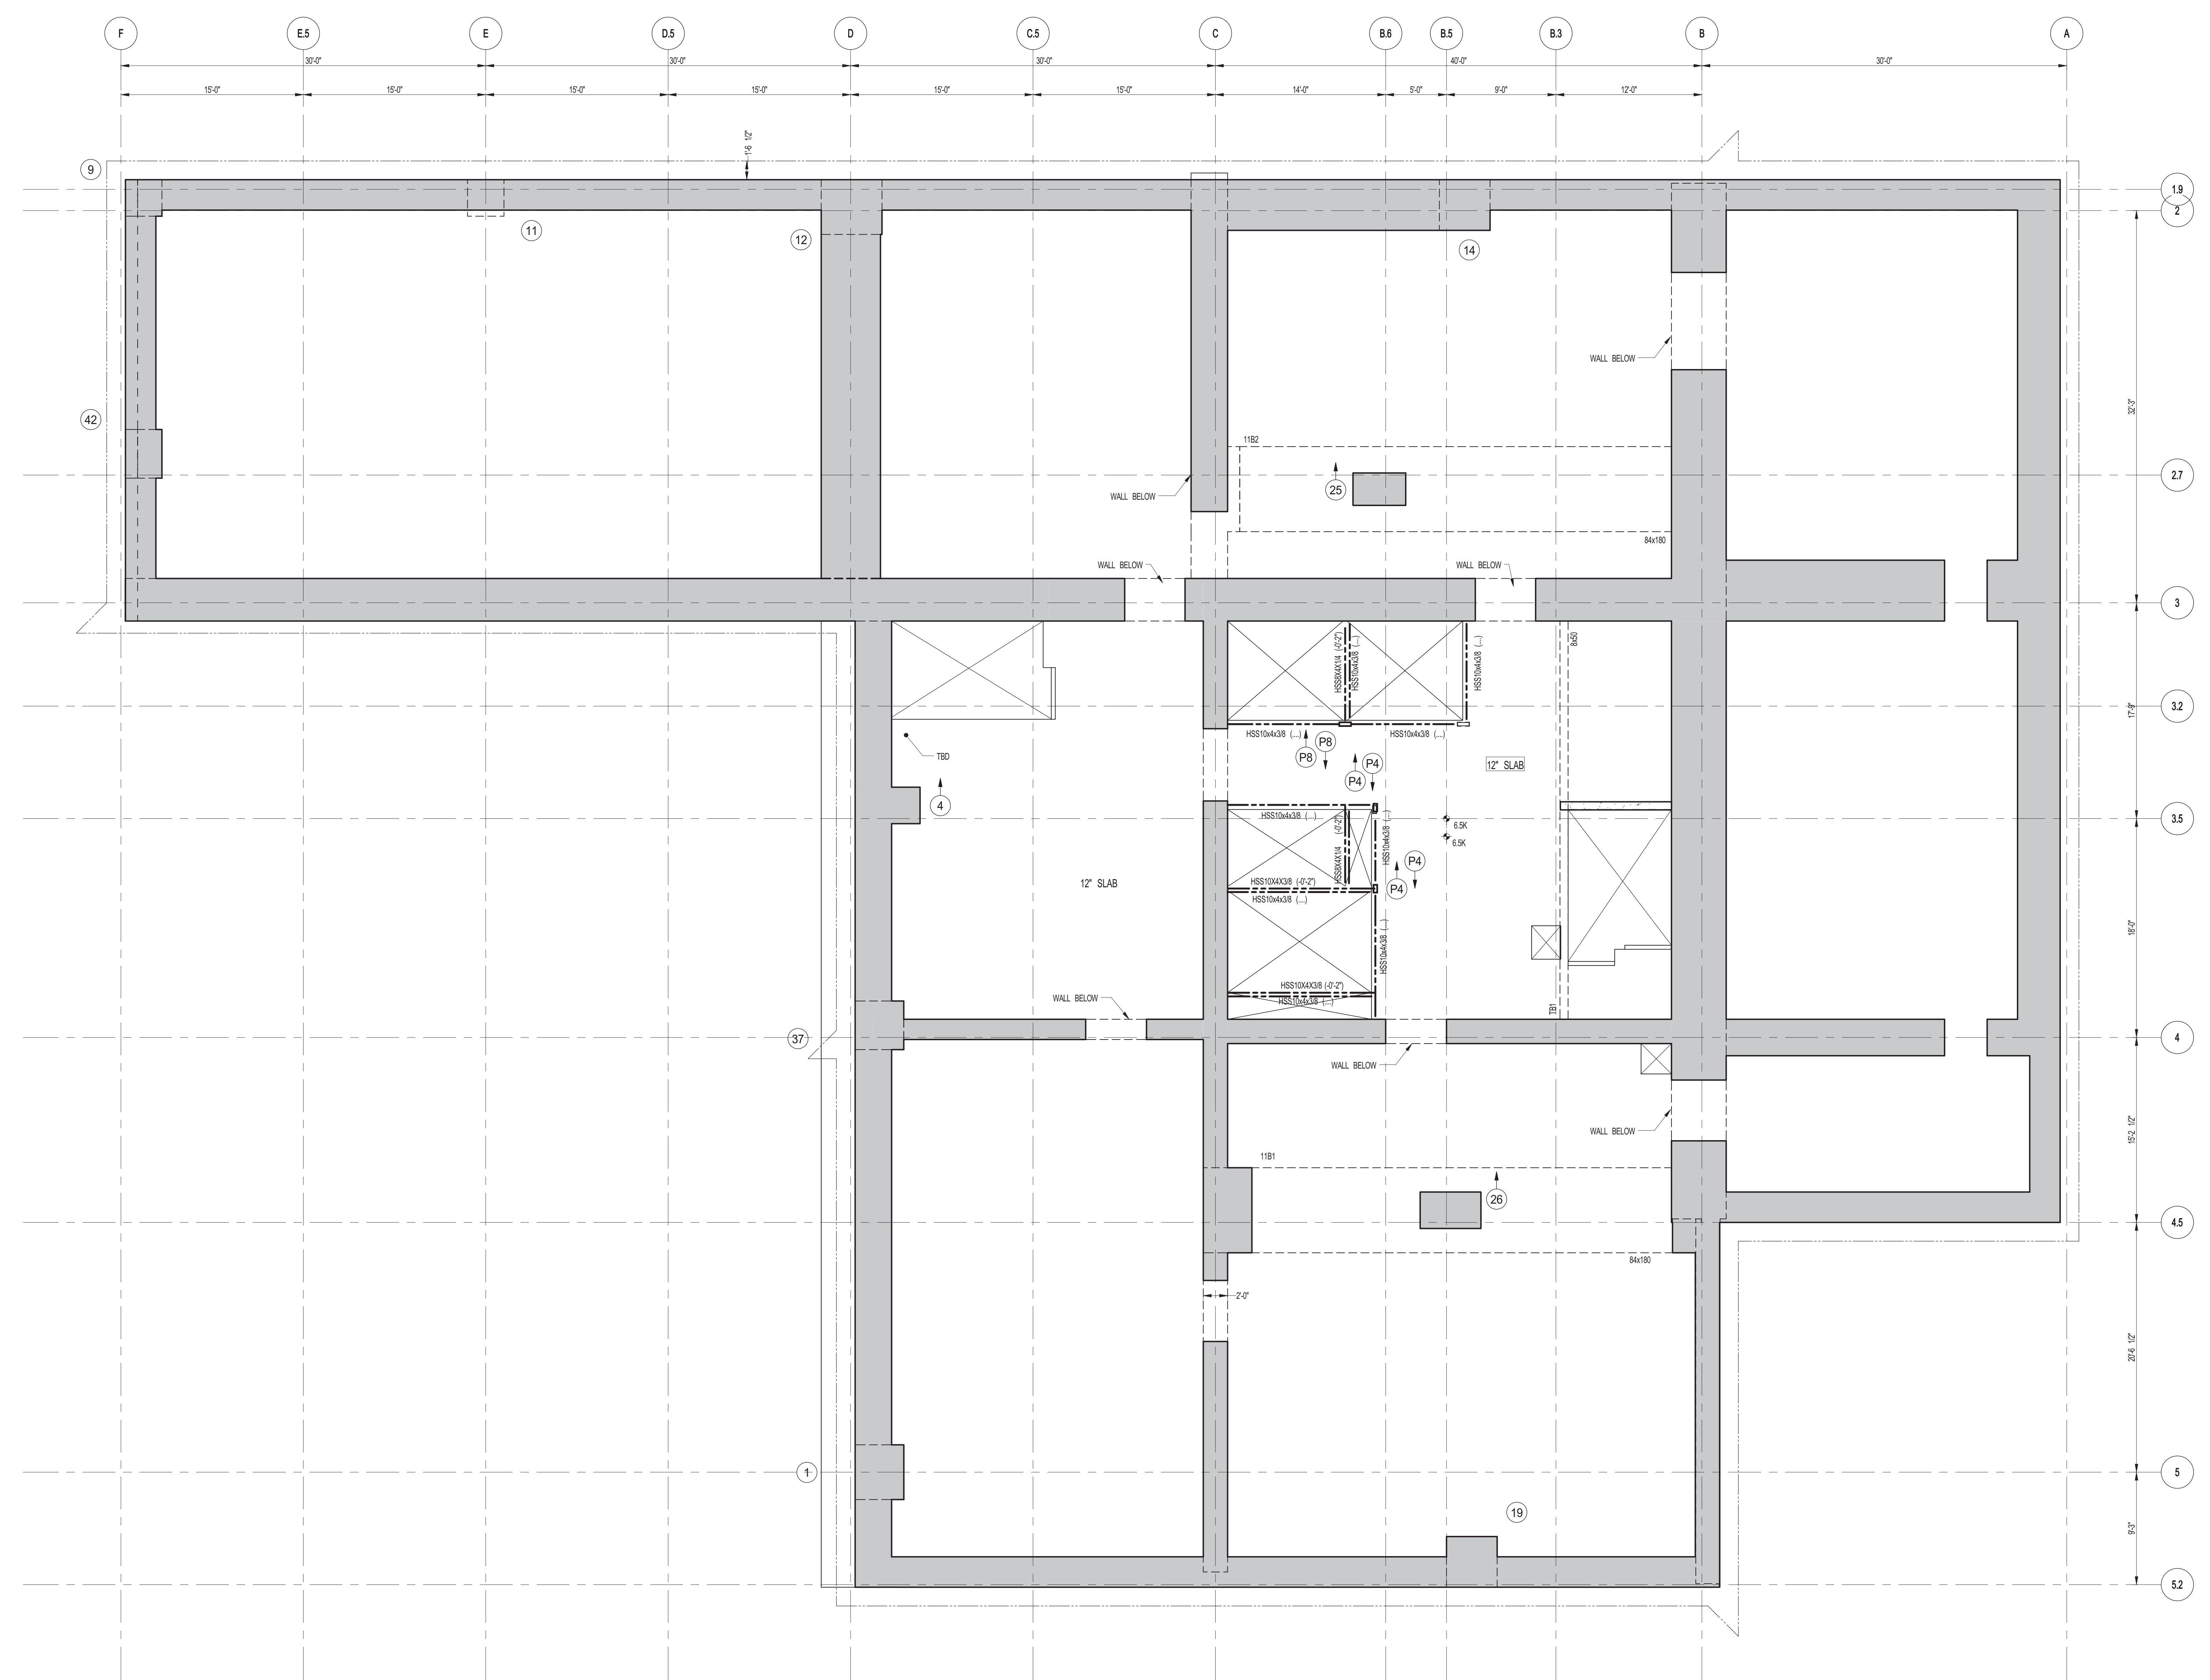 F E.5 E D.5 D C.5 C B.6 B.5 B.3 B A
30'-0" 30'-0" 30'-0" 40'-0" 30'-0"
15'-0" 15'-0" 15'-0" 15'-0" 15'-0" 15'-0" 14'-0" 5'-0" 9'-0" 12'-0"
1'-6 1/2"
9
1.9
2
11
12
14
WALL BELOW
32'-3"
42
11B2
2.7
25
WALL BELOW
84x180
WALL BELOW
WALL BELOW
3
8x50
HSS8X4X1/4 (-0'-2")
HSS10x4x3/8 (...)
HSS10x4x3/8 (...)
3.2
17'-9"
HSS10x4x3/8 (...)
HSS10x4x3/8 (...)
P8
P8
TBD
P4
P4
12" SLAB
4
HSS10x4x3/8 (...)
HSS8X4X1/4 (-0'-2")
HSS10x4x3/8 (...)
6.5K
6.5K
3.5
P4
P4
12" SLAB
HSS10X4X3/8 (-0'-2")
HSS10x4x3/8 (...)
HSS10x4x3/8 (...)
18'-0"
HSS10X4X3/8 (-0'-2")
HSS10x4x3/8 (...)
WALL BELOW
TB1
37
4
WALL BELOW
WALL BELOW
15'-2 1/2"
11B1
26
4.5
84x180
2'-0"
20'-6 1/2"
1
5
19
9'-3"
5.2